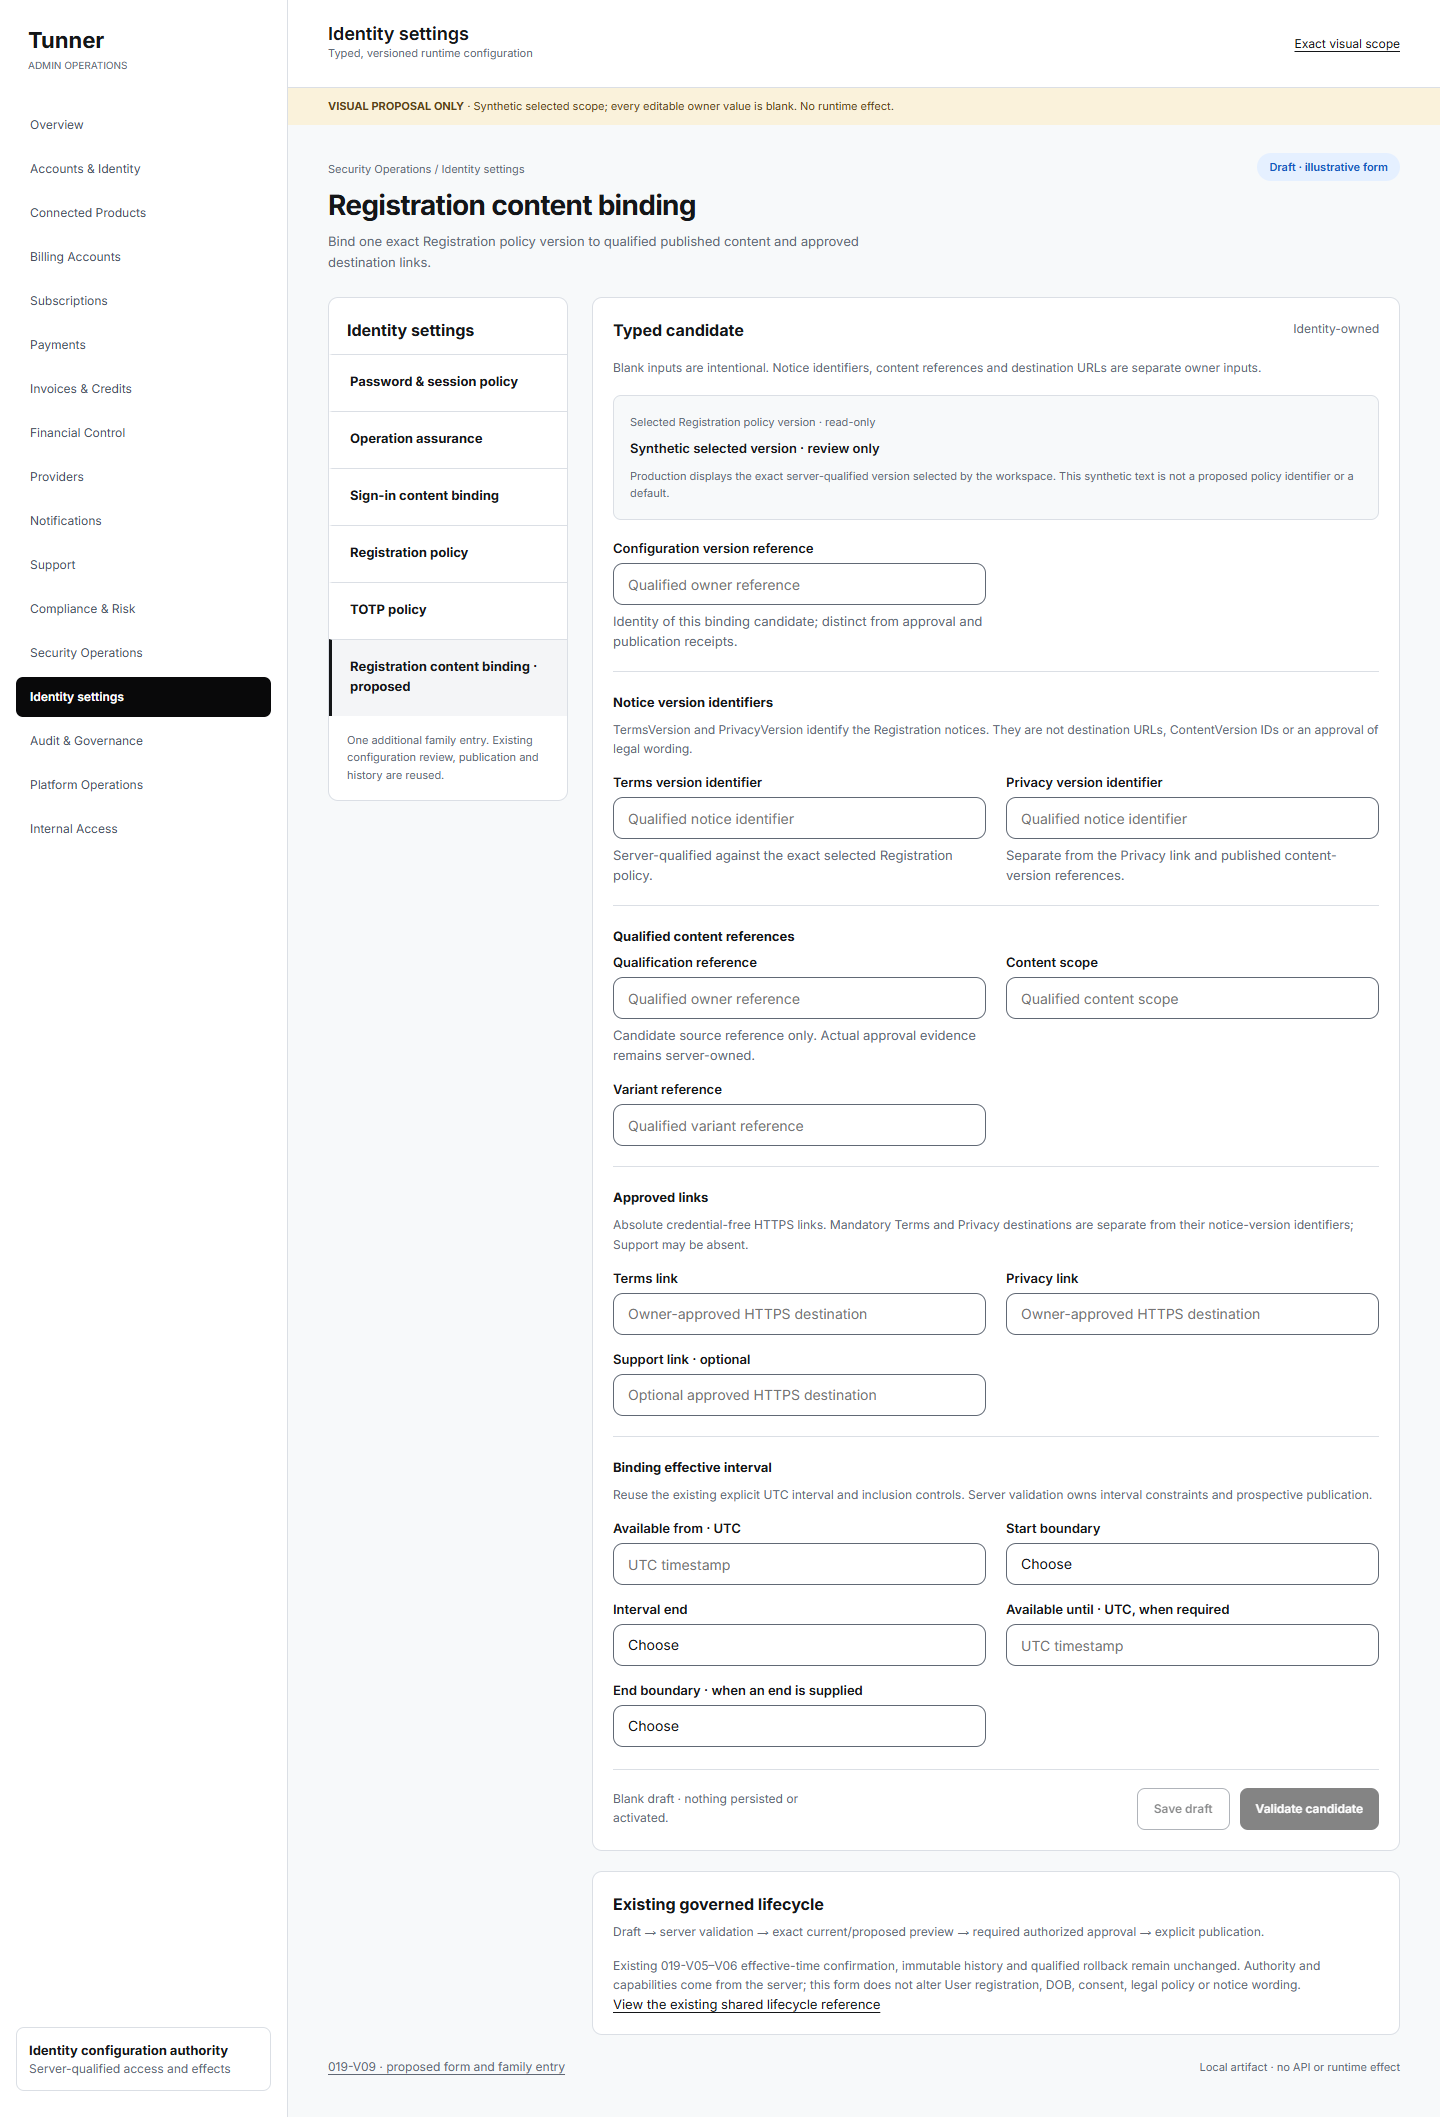 Tunner
ADMIN OPERATIONS
Overview
Accounts & Identity
Connected Products
Billing Accounts
Subscriptions
Payments
Invoices & Credits
Financial Control
Providers
Notifications
Support
Compliance & Risk
Security Operations
Identity settings
Audit & Governance
Platform Operations
Internal Access
Identity configuration authority
Server-qualified access and effects
Identity settings
Typed, versioned runtime configuration
Exact visual scope
VISUAL PROPOSAL ONLY · Synthetic selected scope; every editable owner value is blank. No runtime effect.
Security Operations / Identity settings
Draft · illustrative form
Registration content binding
Bind one exact Registration policy version to qualified published content and approved
destination links.
Identity settings
Password & session policy
Operation assurance
Sign-in content binding
Registration policy
TOTP policy
Registration content binding ·
proposed
One additional family entry. Existing
configuration review, publication and
history are reused.
Typed candidate
Identity-owned
Blank inputs are intentional. Notice identifiers, content references and destination URLs are separate owner inputs.
Selected Registration policy version · read-only
Synthetic selected version · review only
Production displays the exact server-qualified version selected by the workspace. This synthetic text is not a proposed policy identifier or a
default.
Configuration version reference
Qualified owner reference
Identity of this binding candidate; distinct from approval and
publication receipts.
Notice version identifiers
TermsVersion and PrivacyVersion identify the Registration notices. They are not destination URLs, ContentVersion IDs or an approval of
legal wording.
Terms version identifier
Privacy version identifier
Qualified notice identifier
Qualified notice identifier
Server-qualified against the exact selected Registration
policy.
Separate from the Privacy link and published content-
version references.
Qualified content references
Qualification reference
Content scope
Qualified owner reference
Qualified content scope
Candidate source reference only. Actual approval evidence
remains server-owned.
Variant reference
Qualified variant reference
Approved links
Absolute credential-free HTTPS links. Mandatory Terms and Privacy destinations are separate from their notice-version identifiers;
Support may be absent.
Terms link
Privacy link
Owner-approved HTTPS destination
Owner-approved HTTPS destination
Support link · optional
Optional approved HTTPS destination
Binding effective interval
Reuse the existing explicit UTC interval and inclusion controls. Server validation owns interval constraints and prospective publication.
Available from · UTC
Start boundary
UTC timestamp
Choose
Interval end
Available until · UTC, when required
Choose
UTC timestamp
End boundary · when an end is supplied
Choose
Blank draft · nothing persisted or
activated.
Save draft
Validate candidate
Existing governed lifecycle
Draft → server validation → exact current/proposed preview → required authorized approval → explicit publication.
Existing 019-V05–V06 effective-time confirmation, immutable history and qualified rollback remain unchanged. Authority and
capabilities come from the server; this form does not alter User registration, DOB, consent, legal policy or notice wording.
View the existing shared lifecycle reference
019-V09 · proposed form and family entry
Local artifact · no API or runtime effect